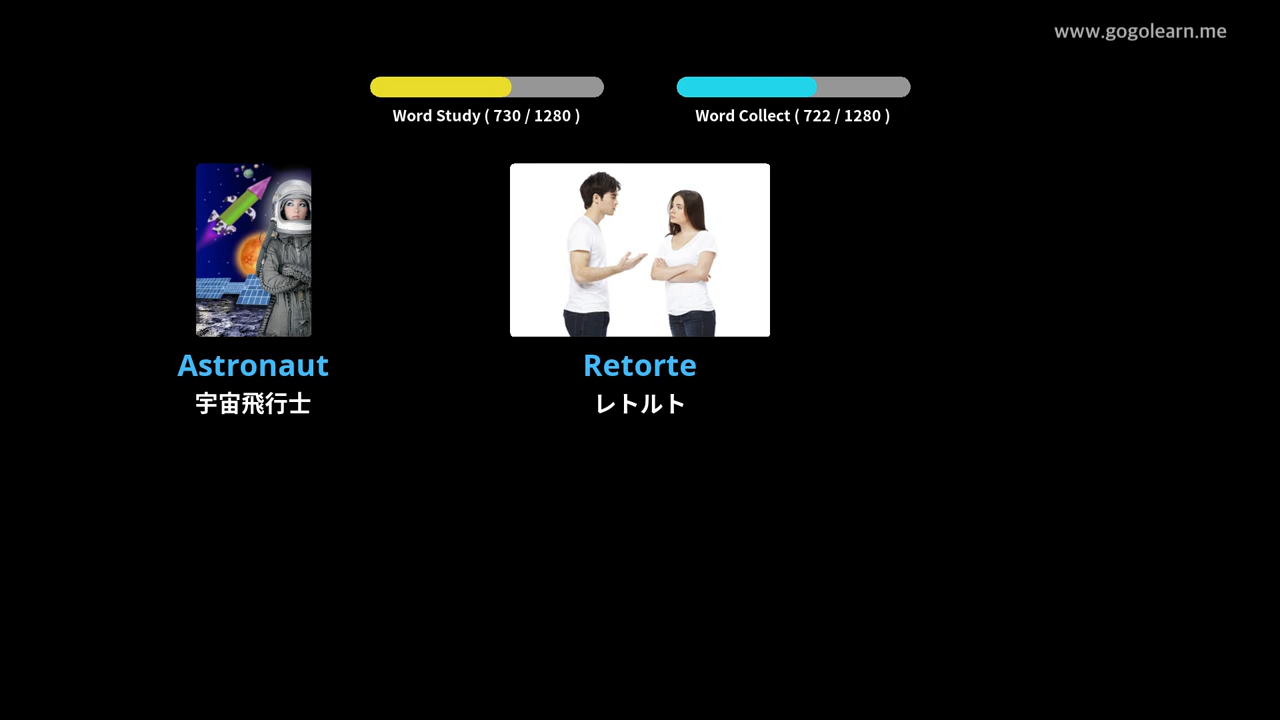 www.gogolearn.me
Word Study ( 730 / 1280 )
Word Collect ( 722 / 1280 )
Astronaut
宇宙飛行士
Retorte
レトルト